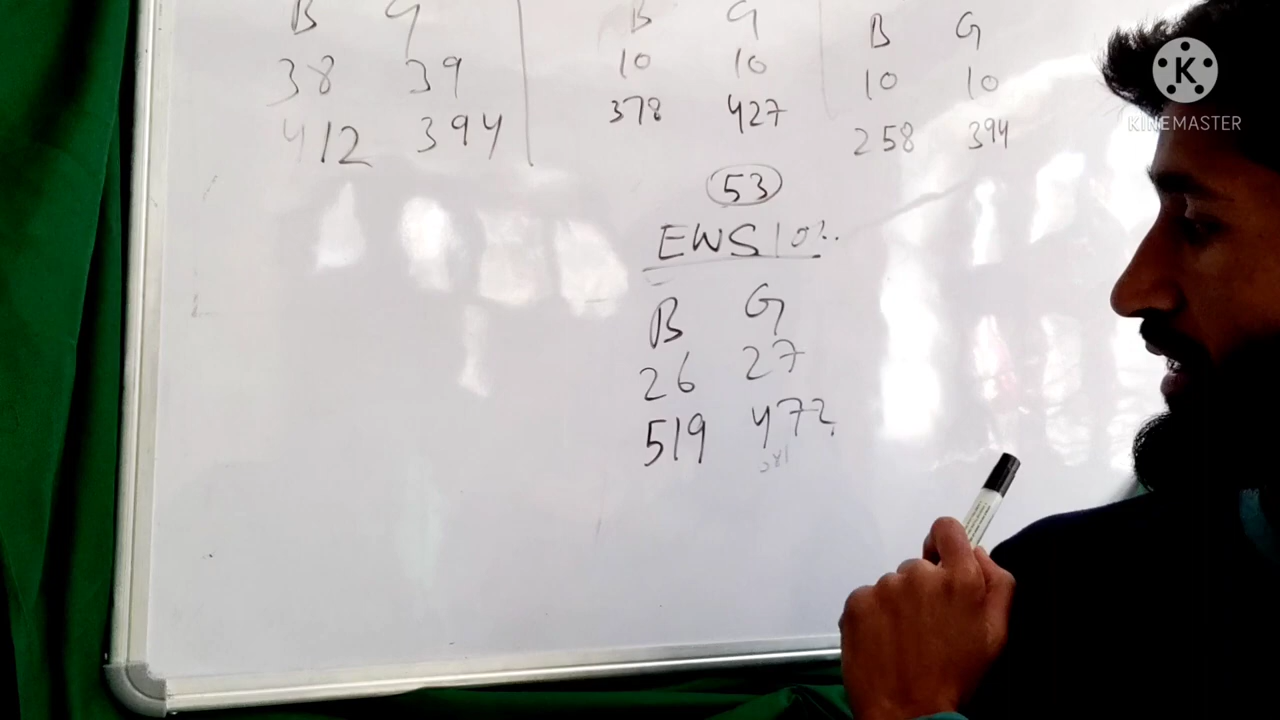 B G
38 39
412 394
B G
10 10
378 427
B G
10 10
258 394
53
EWS 10%
B G
26 27
519 472
K
KINEMASTER